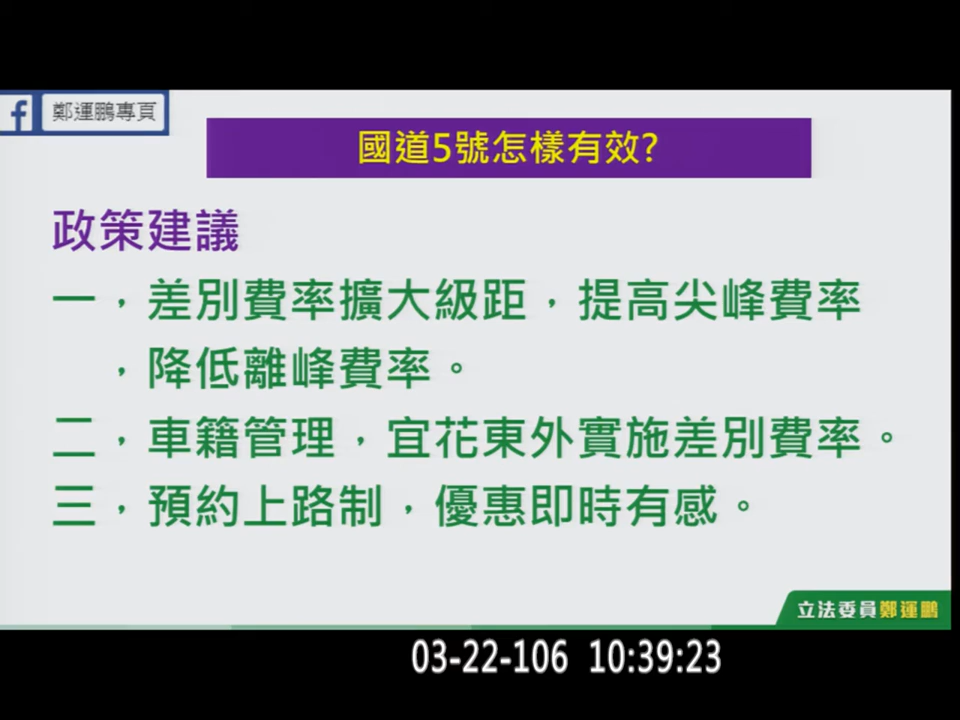 鄭運鵬專頁
國道5號怎樣有效?
政策建議
一，差別費率擴大級距，提高尖峰費率
，降低離峰費率。
二，車籍管理，宜花東外實施差別費率。
三，預約上路制，優惠即時有感。
立法委員鄭運鵬
03-22-106 10:39:23